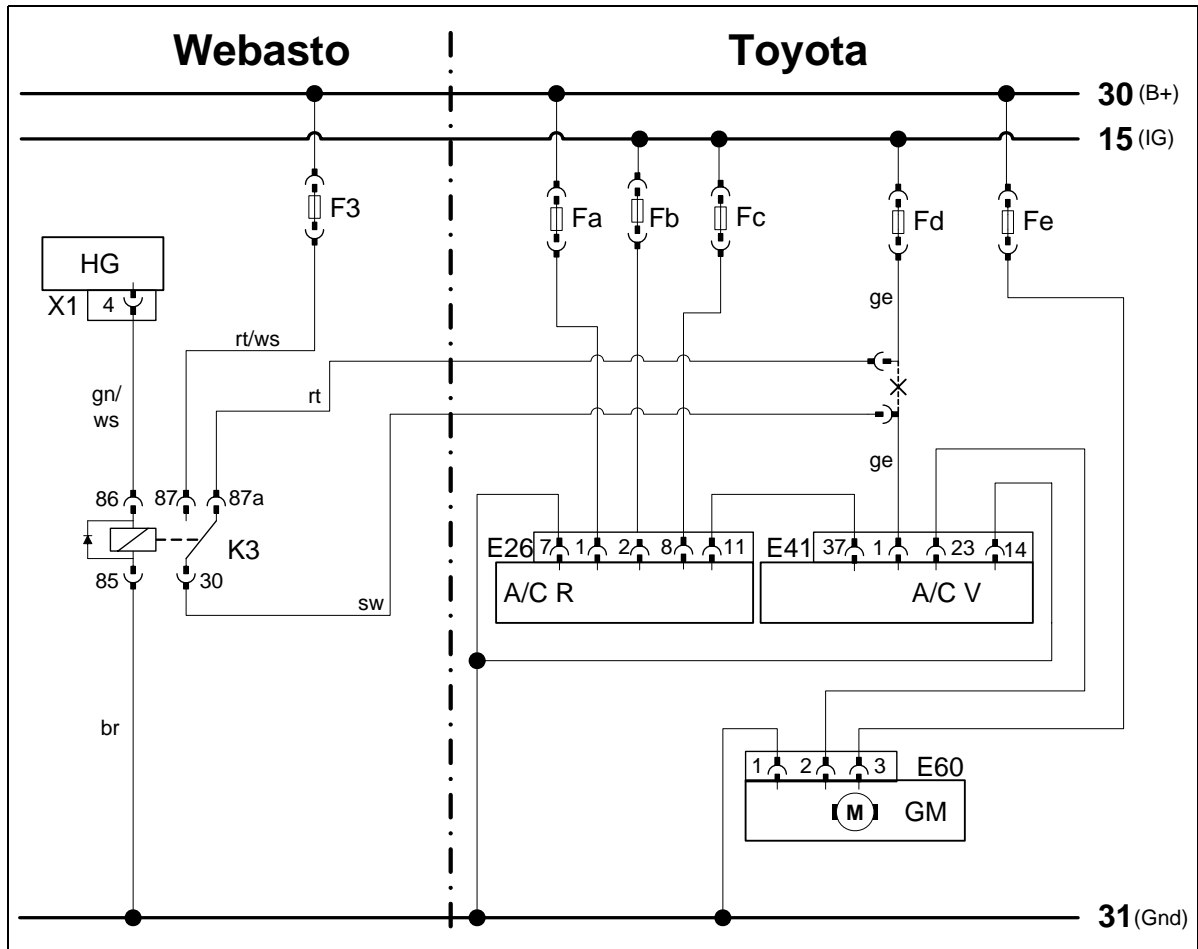 Webasto Toyota
30 (B+)
15 (IG)
F3 Fa Fb Fc Fd Fe
HG
X1 4
ge
rt/ws
gn/
ws
rt
ge
86 87 87a
K3
85 30
sw
E26 7 1 2 8 11 E41 37 1 23 14
A/C R A/C V
br
1 2 3 E60
M GM
31 (Gnd)